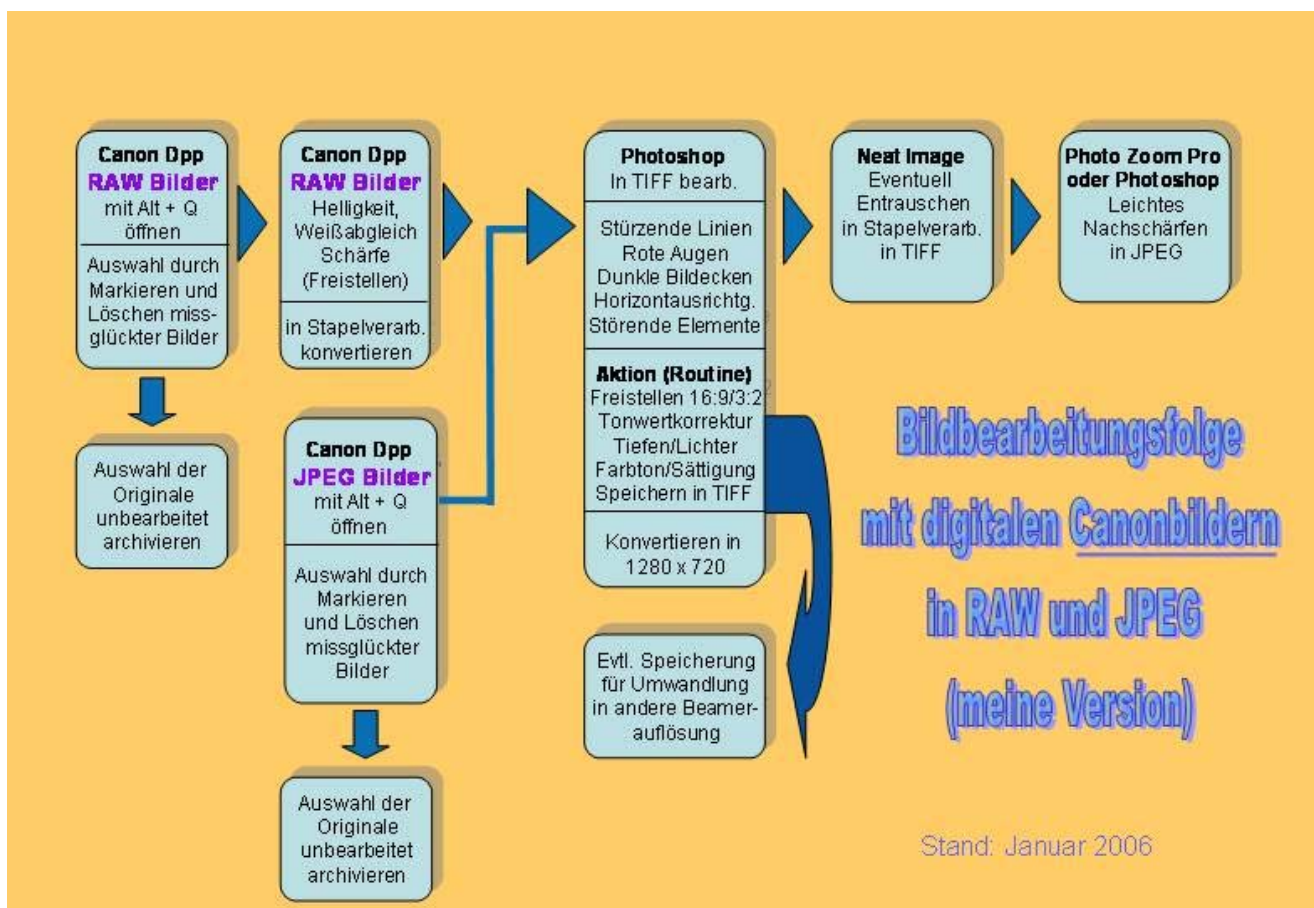 Canon Dpp
RAW Bilder
mit Alt + Q
öffnen
Auswahl durch
Markieren und
Löschen miss-
glückter Bilder
Auswahl der
Originale
unbearbeitet
archivieren
Canon Dpp
RAW Bilder
Helligkeit,
Weißabgleich
Schärfe
(Freistellen)
in Stapelverarb.
konvertieren
Canon Dpp
JPEG Bilder
mit Alt + Q
öffnen
Auswahl durch
Markieren
und Löschen
missglückter
Bilder
Auswahl der
Originale
unbearbeitet
archivieren
Photoshop
In TIFF bearb.
Stürzende Linien
Rote Augen
Dunkle Bildecken
Horizontausrichtg.
Störende Elemente
Aktion (Routine)
Freistellen 16:9/3:2
Tonwertkorrektur
Tiefen/Lichter
Farbton/Sättigung
Speichern in TIFF
Konvertieren in
1280 x 720
Evtl. Speicherung
für Umwandlung
in andere Beamer-
auflösung
Neat Image
Eventuell
Entrauschen
in Stapelverarb.
in TIFF
Photo Zoom Pro
oder Photoshop
Leichtes
Nachschärfen
in JPEG
Bildbearbeitungsfolge
mit digitalen Canonbildern
in RAW und JPEG
(meine Version)
Stand: Januar 2006